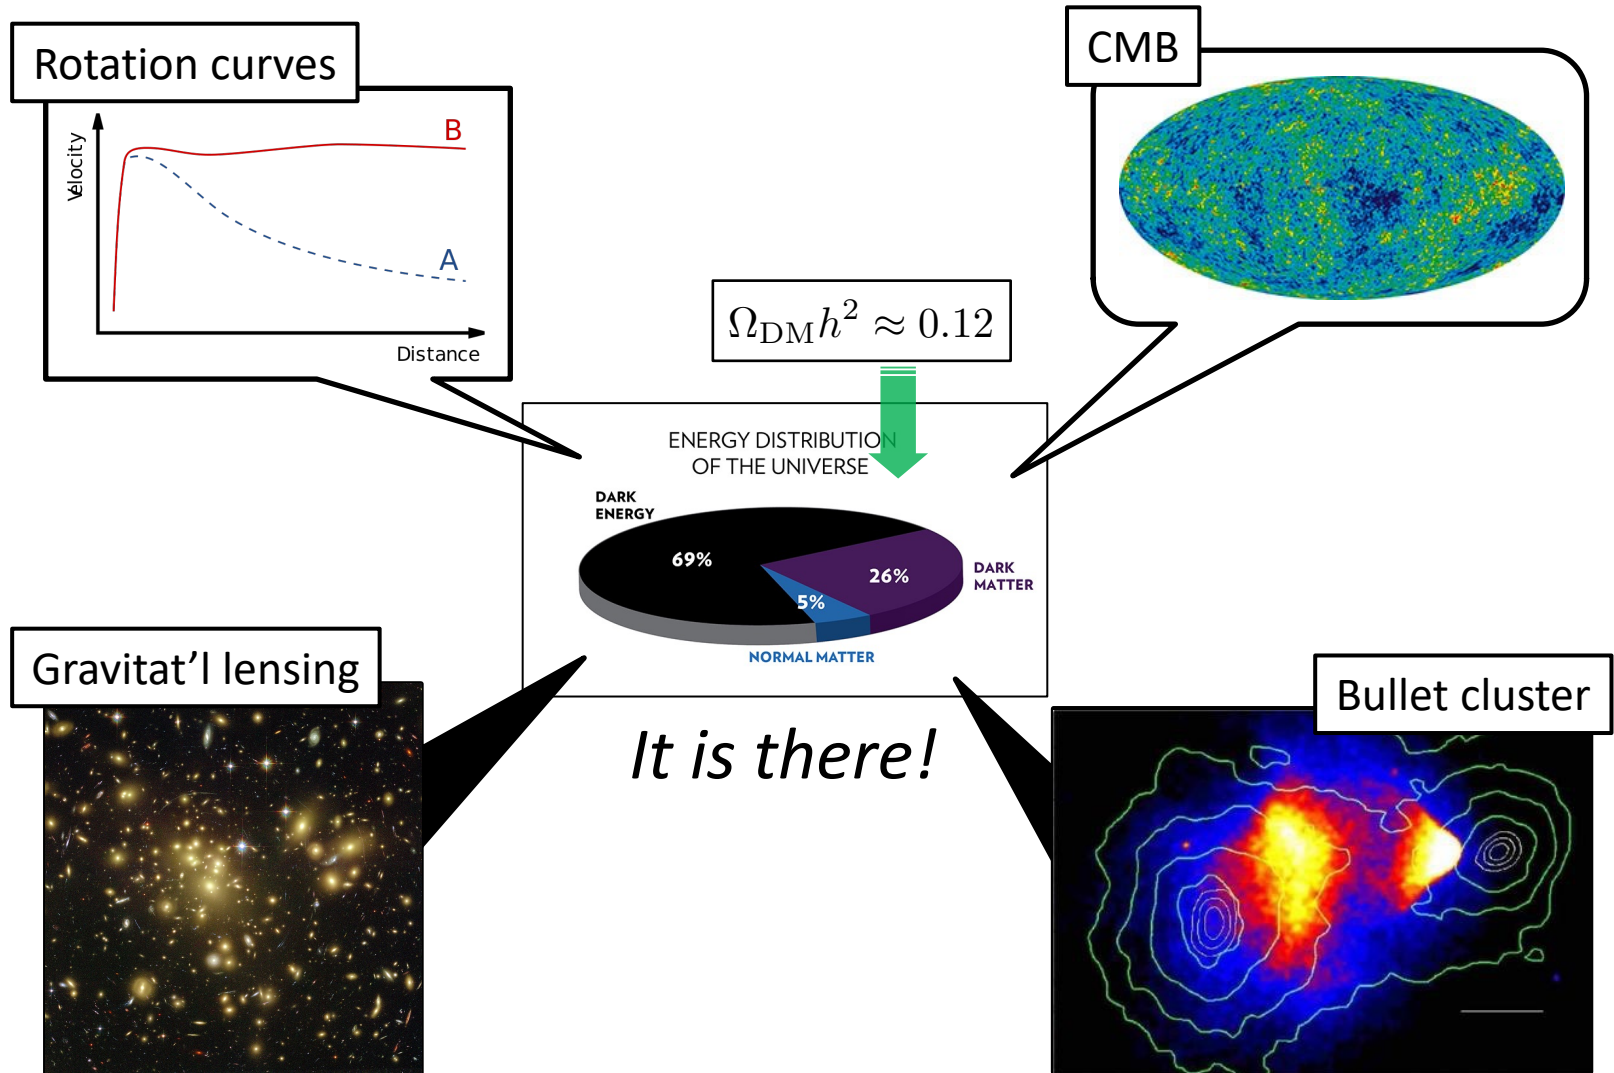 Rotation curves
Velocity
B
A
Distance
CMB
Ω_DM h² ≈ 0.12
ENERGY DISTRIBUTION
OF THE UNIVERSE
DARK
ENERGY
69%
26%
5%
DARK
MATTER
NORMAL MATTER
Gravitat’l lensing
It is there!
Bullet cluster